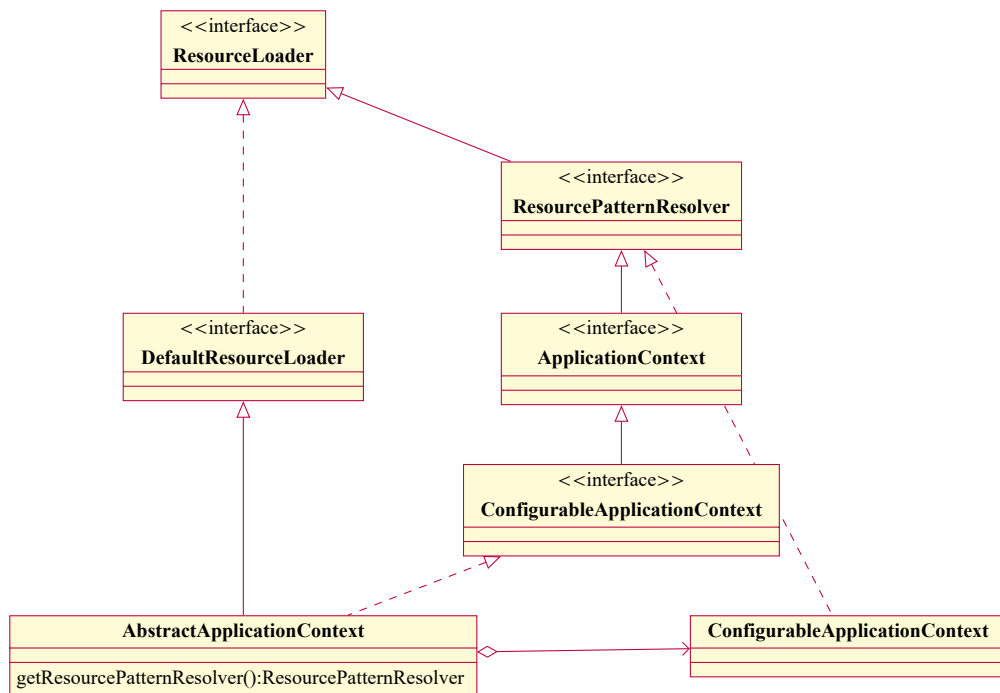 <<interface>>
ResourceLoader
<<interface>>
ResourcePatternResolver
<<interface>>
DefaultResourceLoader
<<interface>>
ApplicationContext
<<interface>>
ConfigurableApplicationContext
AbstractApplicationContext
getResourcePatternResolver():ResourcePatternResolver
ConfigurableApplicationContext